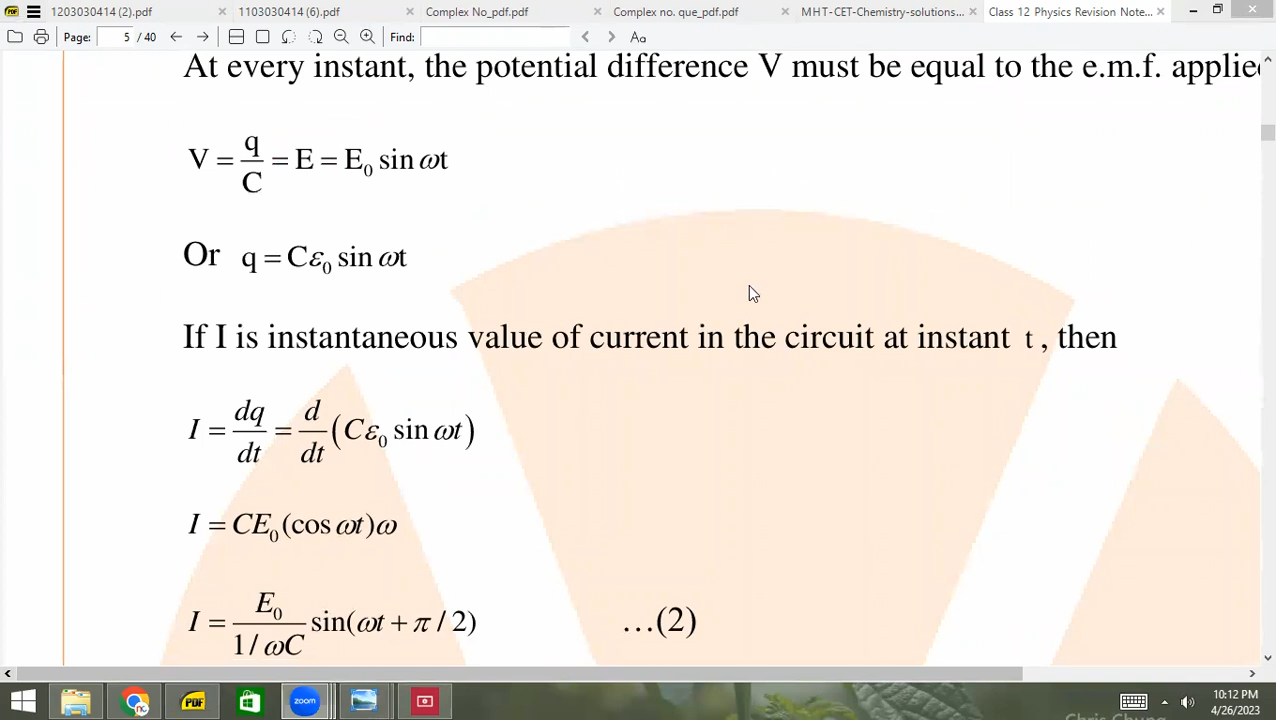 1203030414 (2).pdf
1103030414 (6).pdf
Complex No_pdf.pdf
Complex no. que_pdf.pdf
MHT-CET-Chemistry-solutions...
Class 12 Physics Revision Note...
Page: 5 / 40
Find:
Aa
At every instant, the potential difference V must be equal to the e.m.f. applied
V = q/C = E = E₀ sin ωt
Or q = Cε₀ sin ωt
If I is instantaneous value of current in the circuit at instant t, then
I = dq/dt = d/dt (Cε₀ sin ωt)
I = CE₀(cos ωt)ω
I = E₀/(1/ωC) sin(ωt + π / 2) …(2)
PDF
zoom
10:12 PM
4/26/2023
Chris Chung